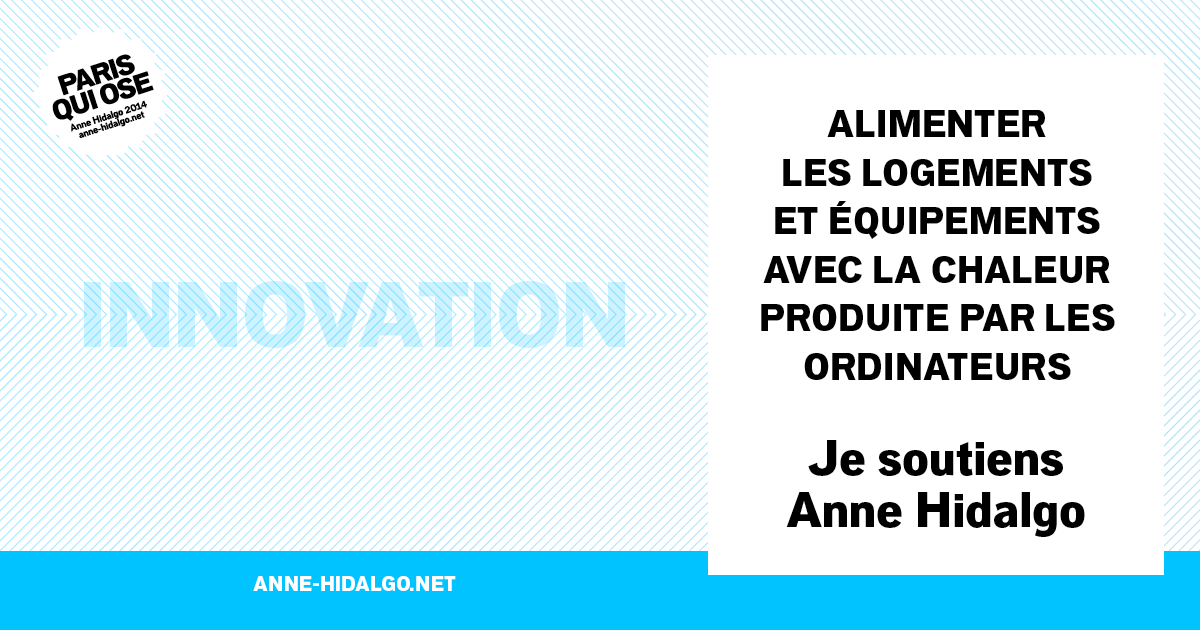 PARIS
QUI OSE
Anne Hidalgo 2014
anne-hidalgo.net
INNOVATION
ALIMENTER
LES LOGEMENTS
ET ÉQUIPEMENTS
AVEC LA CHALEUR
PRODUITE PAR LES
ORDINATEURS
Je soutiens
Anne Hidalgo
ANNE-HIDALGO.NET